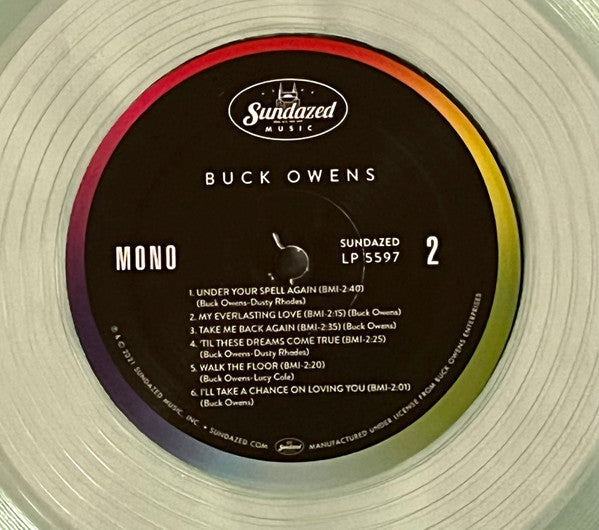 Sundazed
MUSIC
BUCK OWENS
MONO
SUNDAZED
LP 5597
2
1. UNDER YOUR SPELL AGAIN (BMI-2:40)
(Buck Owens-Dusty Rhodes)
2. MY EVERLASTING LOVE (BMI-2:15) (Buck Owens)
3. TAKE ME BACK AGAIN (BMI-2:35) (Buck Owens)
4. 'TIL THESE DREAMS COME TRUE (BMI-2:25)
(Buck Owens-Dusty Rhodes)
5. WALK THE FLOOR (BMI-2:20)
(Buck Owens-Lucy Cole)
6. I'LL TAKE A CHANCE ON LOVING YOU (BMI-2:01)
(Buck Owens)
℗ & © 2021 SUNDAZED MUSIC, INC. • SUNDAZED.COM Sundazed MANUFACTURED UNDER LICENSE FROM BUCK OWENS ENTERPRISES